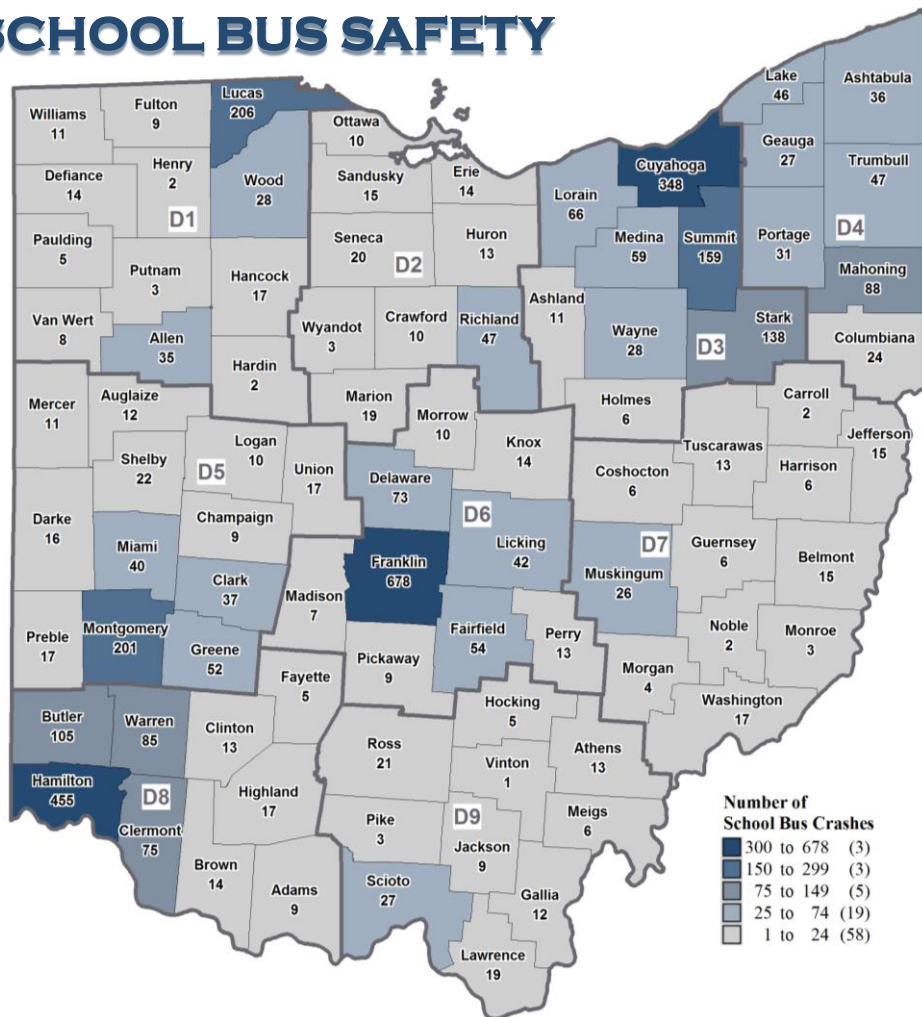 SCHOOL BUS SAFETY
Williams
11
Fulton
9
Lucas
206
Ottawa
10
Lake
46
Ashtabula
36
Defiance
14
Henry
2
Wood
28
Sandusky
15
Erie
14
Cuyahoga
348
Geauga
27
Trumbull
47
D1
Lorain
66
D4
Paulding
5
Seneca
20
D2
Huron
13
Medina
59
Summit
159
Portage
31
Mahoning
88
Putnam
3
Hancock
17
Van Wert
8
Allen
35
Wyandot
3
Crawford
10
Richland
47
Ashland
11
Wayne
28
D3
Stark
138
Columbiana
24
Hardin
2
Mercer
11
Auglaize
12
Marion
19
Morrow
10
Holmes
6
Carroll
2
Jefferson
15
Shelby
22
D5
Logan
10
Union
17
Knox
14
Coshocton
6
Tuscarawas
13
Harrison
6
Darke
16
Champaign
9
Delaware
73
D6
Licking
42
D7
Miami
40
Clark
37
Madison
7
Franklin
678
Muskingum
26
Guernsey
6
Belmont
15
Preble
17
Montgomery
201
Greene
52
Pickaway
9
Fairfield
54
Perry
13
Noble
2
Monroe
3
Morgan
4
Washington
17
Butler
105
Warren
85
Clinton
13
Fayette
5
Ross
21
Hocking
5
Athens
13
Hamilton
455
D8
Clermont
75
Highland
17
Vinton
1
Pike
3
D9
Jackson
9
Meigs
6
Brown
14
Adams
9
Scioto
27
Gallia
12
Lawrence
19
Number of
School Bus Crashes
300 to 678 (3)
150 to 299 (3)
75 to 149 (5)
25 to 74 (19)
1 to 24 (58)